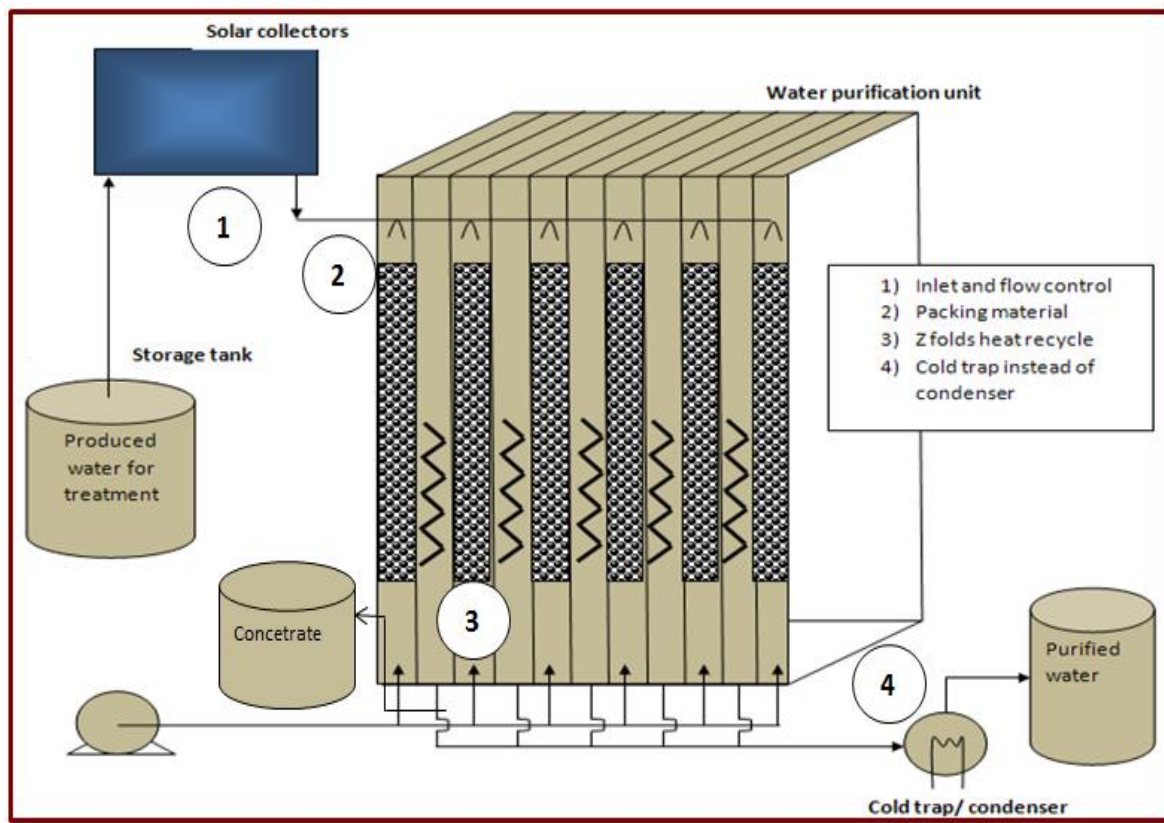 Solar collectors
Water purification unit
1
2
1) Inlet and flow control
2) Packing material
3) Z folds heat recycle
4) Cold trap instead of
condenser
Storage tank
Produced
water for
treatment
Concetrate
3
4
Purified
water
Cold trap/ condenser